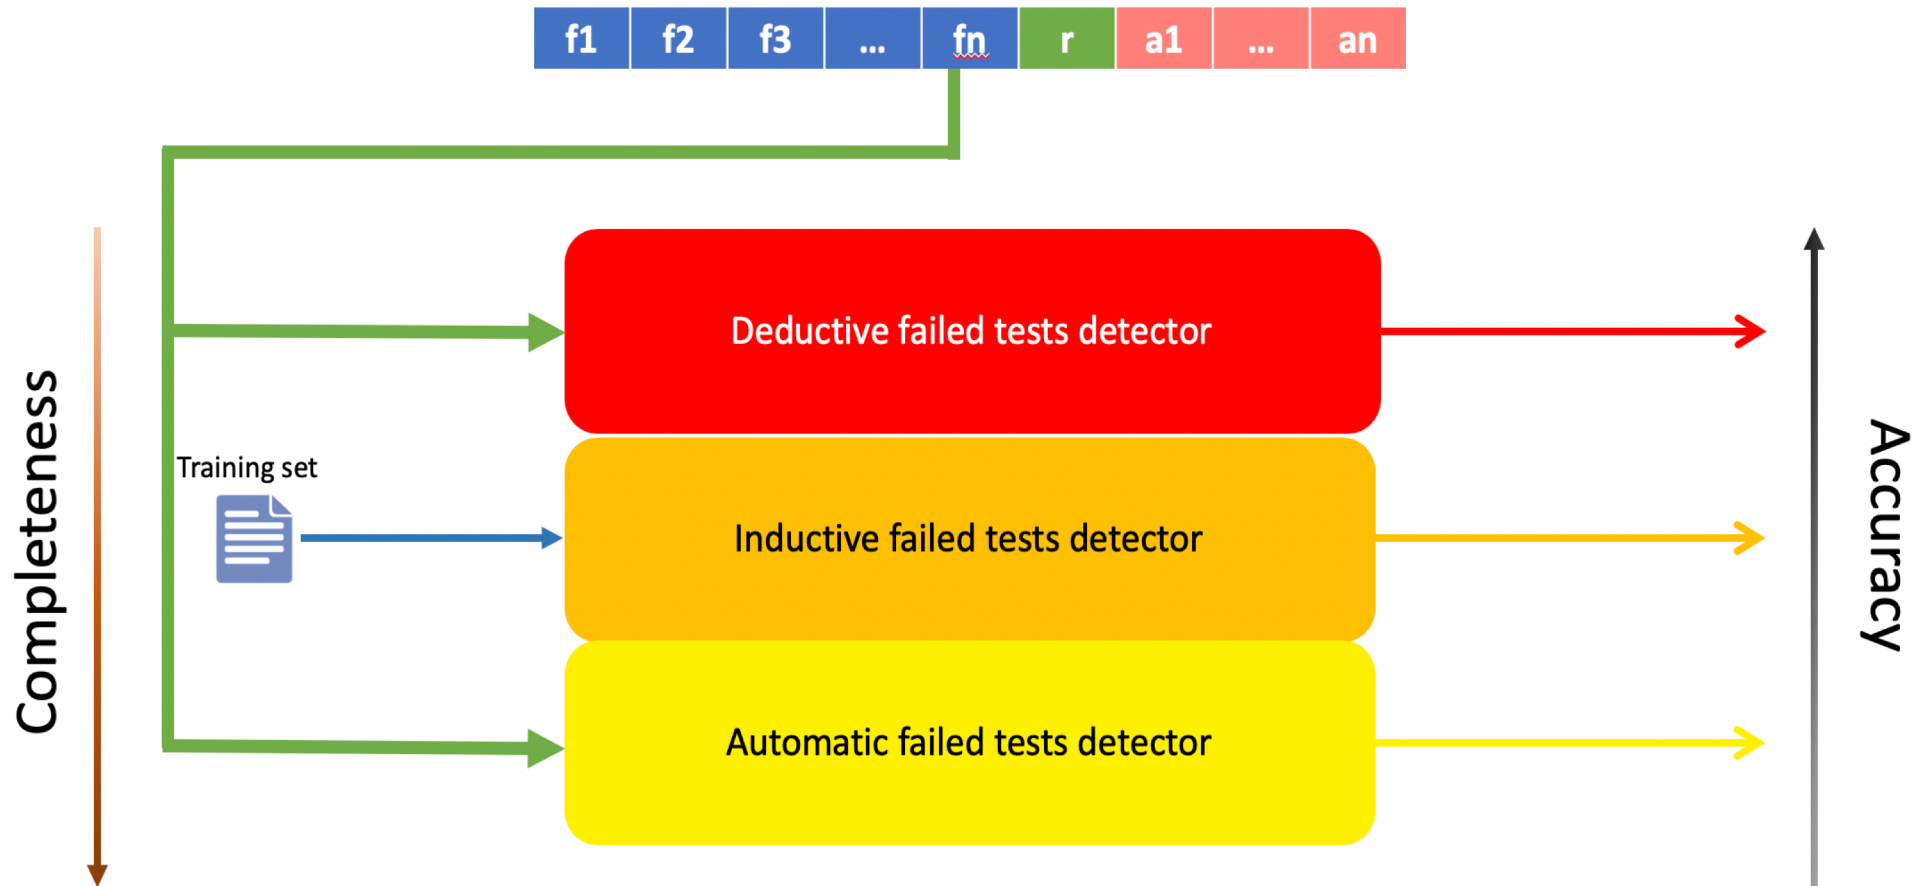 f1 f2 f3 ... fn r a1 ... an
Deductive failed tests detector
Completeness
Training set
Inductive failed tests detector
Accuracy
Automatic failed tests detector